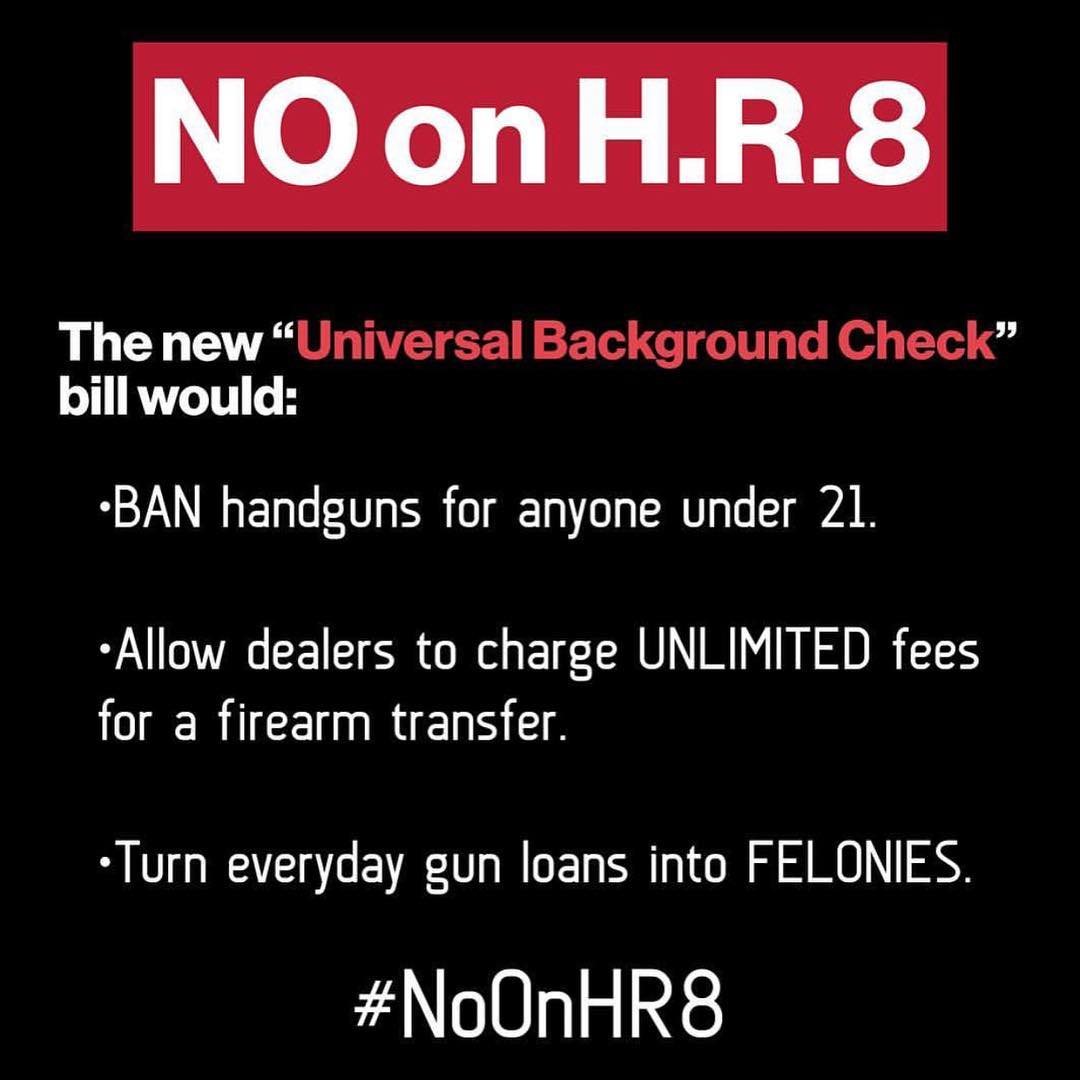 NO on H.R.8
The new “Universal Background Check”
bill would:
•BAN handguns for anyone under 21.
•Allow dealers to charge UNLIMITED fees
for a firearm transfer.
•Turn everyday gun loans into FELONIES.
#NoOnHR8